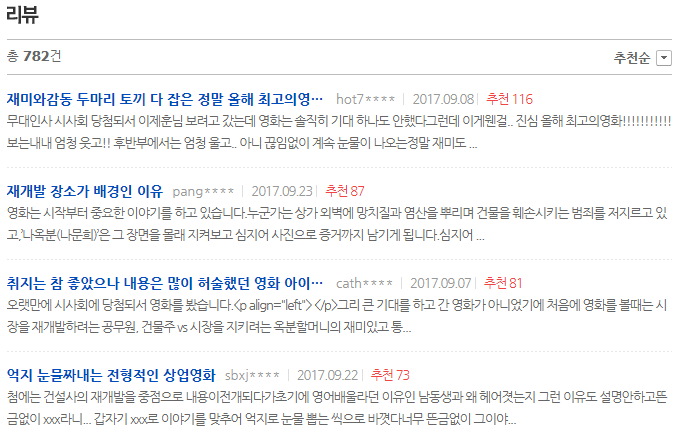 리뷰
총 782건 추천순
재미와감동 두마리 토끼 다 잡은 정말 올해 최고의영⋯ hot7**** 2017.09.08 추천 116
무대인사 시사회 당첨되서 이제훈님 보려고 갔는데 영화는 솔직히 기대 하나도 안했다그런데 이게웬걸.. 진심 올해 최고의영화!!!!!!!!!!!
보는내내 엄청 웃고!! 후반부에서는 엄청 울고.. 아니 끊임없이 계속 눈물이 나오는정말 재미도 ...
재개발 장소가 배경인 이유 pang**** 2017.09.23 추천 87
영화는 시작부터 중요한 이야기를 하고 있습니다.누군가는 상가 외벽에 망치질과 염산을 뿌리며 건물을 훼손시키는 범죄를 저지르고 있
고,'나옥분(나문희)'은 그 장면을 몰래 지켜보고 심지어 사진으로 증거까지 남기게 됩니다.심지어 ...
취지는 참 좋았으나 내용은 많이 허술했던 영화 아이⋯ cath**** 2017.09.07 추천 81
오랫만에 시사회에 당첨되서 영화를 봤습니다.<p align="left"> </p>그리 큰 기대를 하고 간 영화가 아니었기에 처음에 영화를 볼때는 시
장을 재개발하려는 공무원, 건물주 vs 시장을 지키려는 옥분할머니의 재미있고 통...
억지 눈물짜내는 전형적인 상업영화 sbxj**** 2017.09.22 추천 73
첨에는 건설사의 재개발을 중점으로 내용이전개되다가초기에 영어배울라던 이유인 남동생과 왜 헤어졋는지 그런 이유도 설명안하고뜬
금없이 xxx라니... 갑자기 xxx로 이야기를 맞추어 억지로 눈물 뽑는 씩으로 바꼇다너무 뜬금없이 그이야...